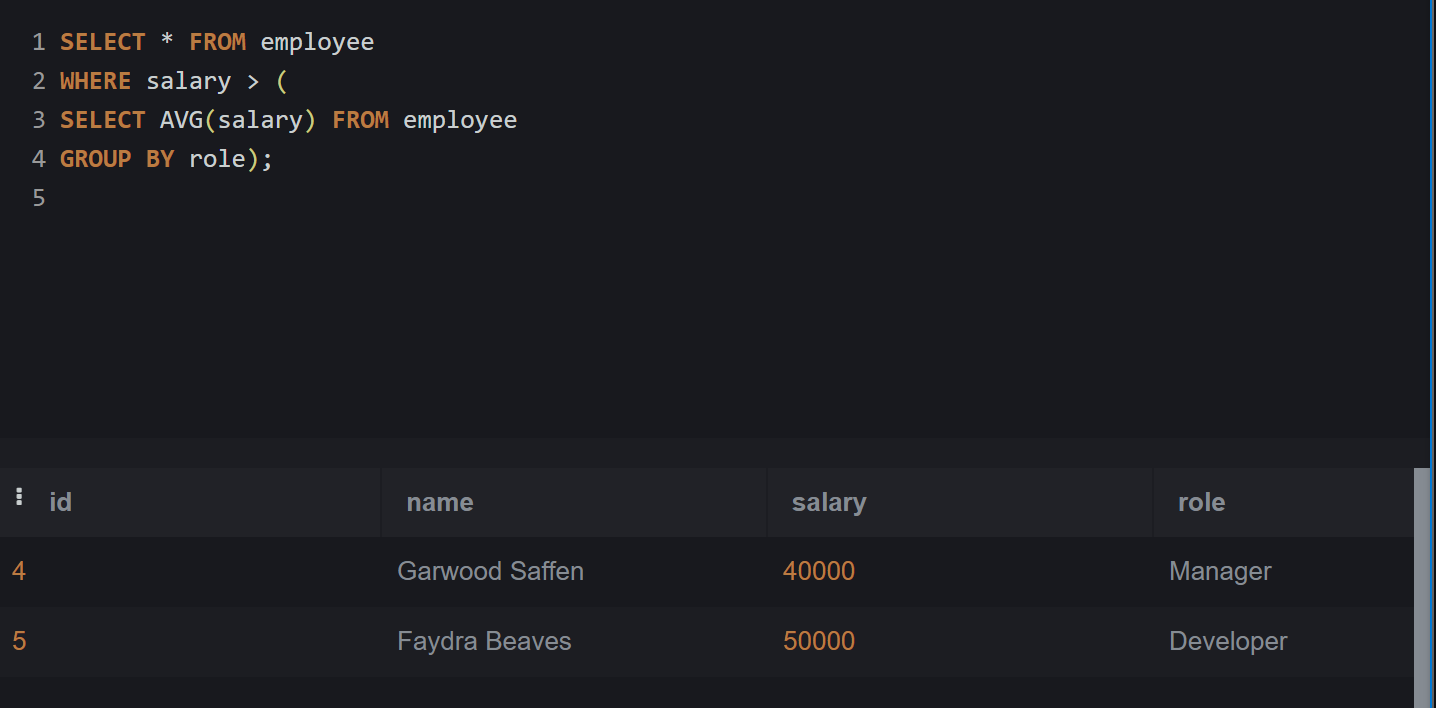 1 SELECT * FROM employee
2 WHERE salary > (
3 SELECT AVG(salary) FROM employee
4 GROUP BY role);
5
id name salary role
4 Garwood Saffen 40000 Manager
5 Faydra Beaves 50000 Developer